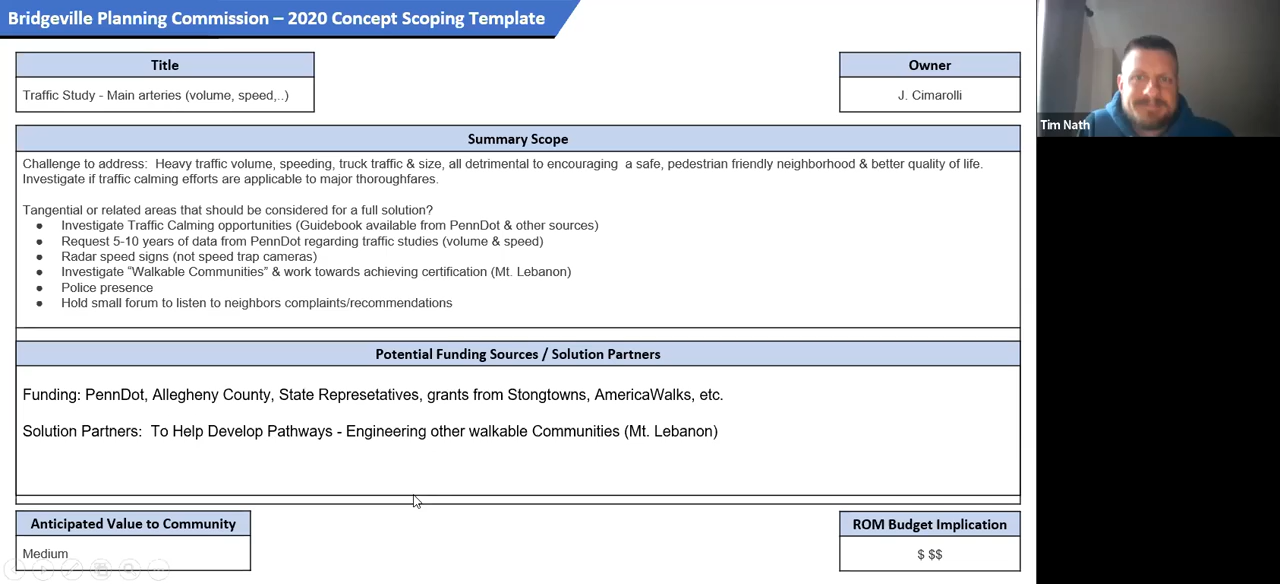 Bridgeville Planning Commission – 2020 Concept Scoping Template
Title
Owner
Traffic Study - Main arteries (volume, speed,..)
J. Cimarolli
Tim Nath
Summary Scope
Challenge to address:  Heavy traffic volume, speeding, truck traffic & size, all detrimental to encouraging  a safe, pedestrian friendly neighborhood & better quality of life.
Investigate if traffic calming efforts are applicable to major thoroughfares.
Tangential or related areas that should be considered for a full solution?
● Investigate Traffic Calming opportunities (Guidebook available from PennDot & other sources)
● Request 5-10 years of data from PennDot regarding traffic studies (volume & speed)
● Radar speed signs (not speed trap cameras)
● Investigate “Walkable Communities” & work towards achieving certification (Mt. Lebanon)
● Police presence
● Hold small forum to listen to neighbors complaints/recommendations
Potential Funding Sources / Solution Partners
Funding: PennDot, Allegheny County, State Represetatives, grants from Stongtowns, AmericaWalks, etc.
Solution Partners:  To Help Develop Pathways - Engineering other walkable Communities (Mt. Lebanon)
Anticipated Value to Community
ROM Budget Implication
Medium
$ $$